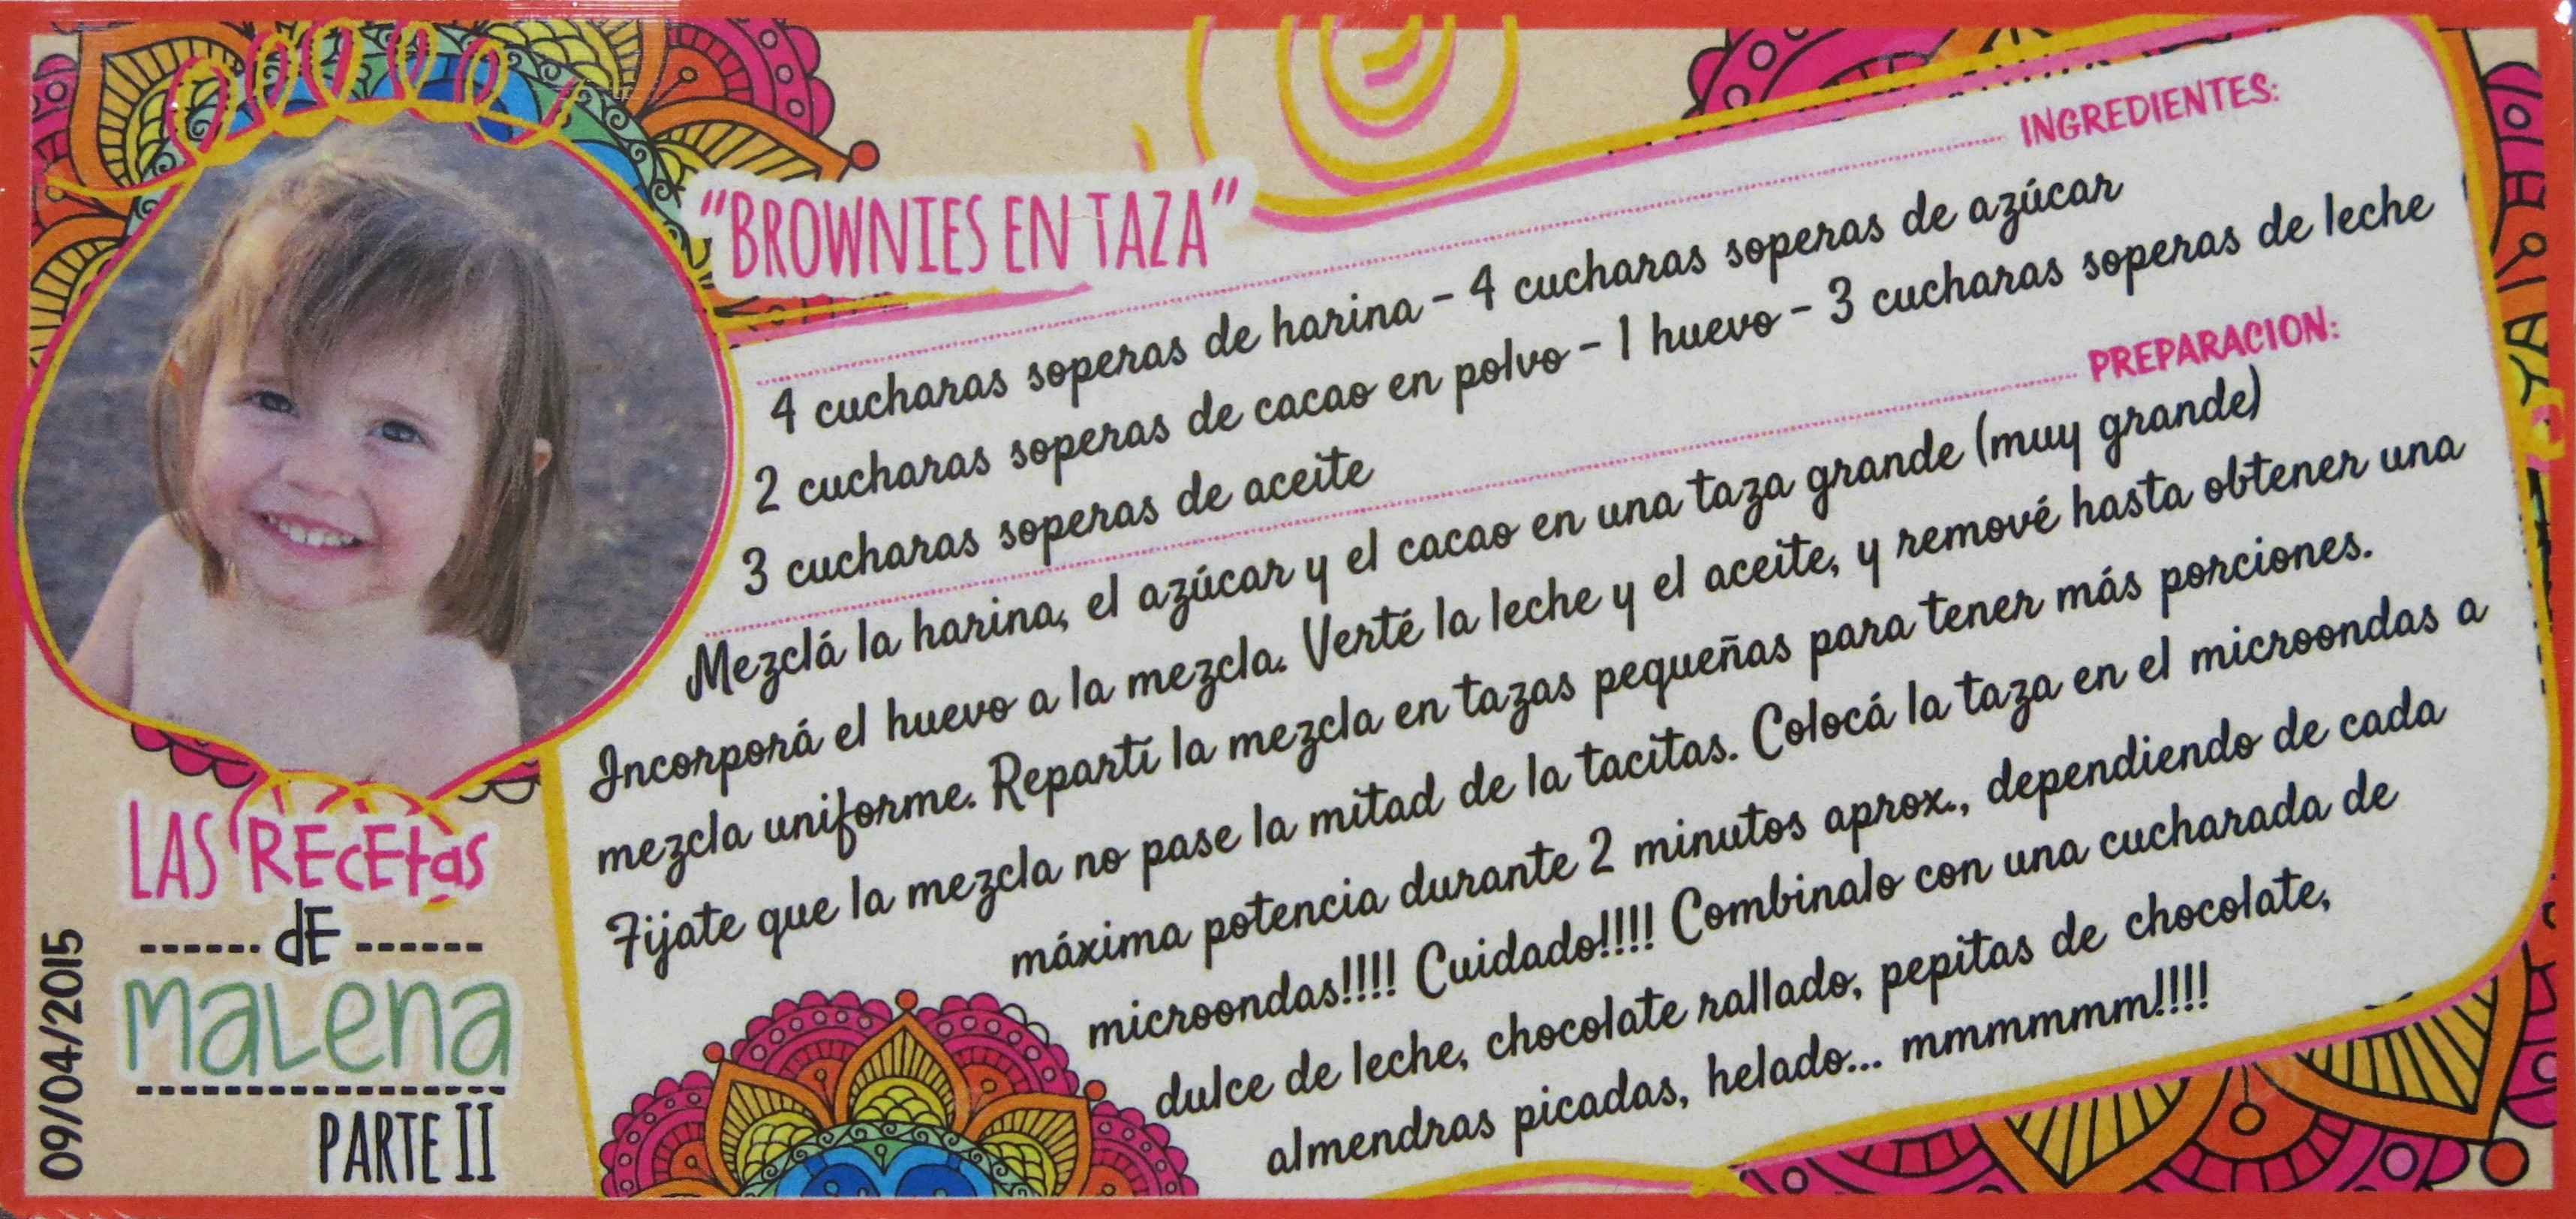 "BROWNIES EN TAZA"
INGREDIENTES:
4 cucharas soperas de harina - 4 cucharas soperas de azúcar
2 cucharas soperas de cacao en polvo - 1 huevo - 3 cucharas soperas de leche
3 cucharas soperas de aceite
PREPARACION:
Mezclá la harina, el azúcar y el cacao en una taza grande (muy grande)
Incorporá el huevo a la mezcla. Verté la leche y el aceite, y remové hasta obtener una
mezcla uniforme. Repartí la mezcla en tazas pequeñas para tener más porciones.
Fijate que la mezcla no pase la mitad de la tacitas. Colocá la taza en el microondas a
máxima potencia durante 2 minutos aprox., dependiendo de cada
microondas!!!! Cuidado!!!! Combinalo con una cucharada de
dulce de leche, chocolate rallado, pepitas de chocolate,
almendras picadas, helado... mmmmmm!!!!
LAS RECEtas
dE
MaLena
PARTE II
09/04/2015